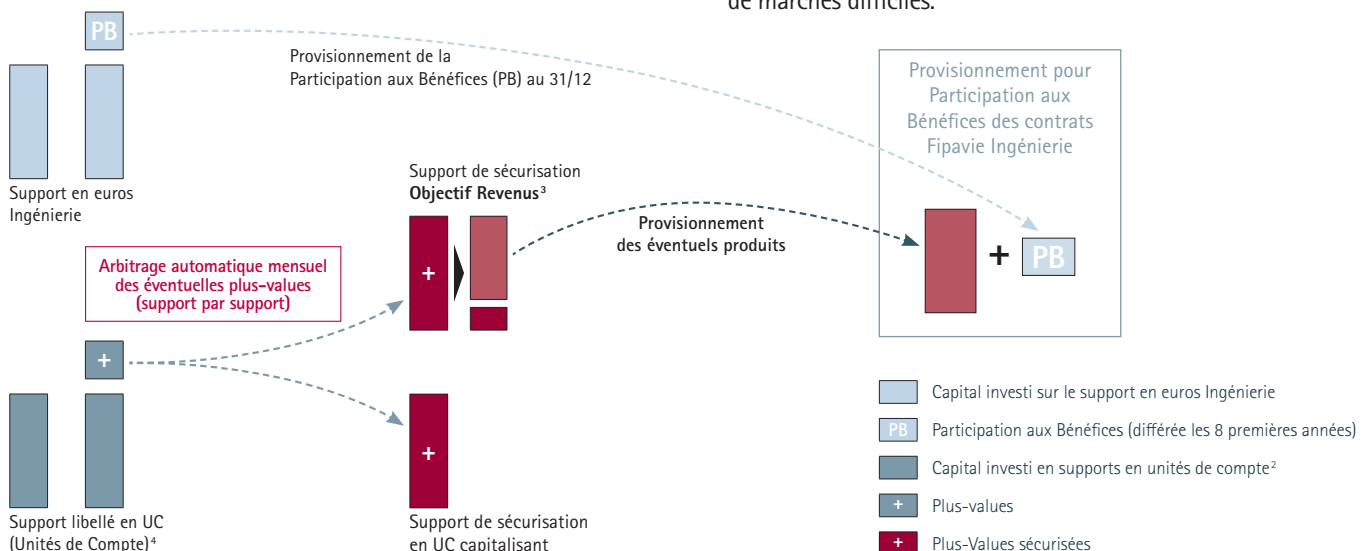 de marchés difficiles.
PB
Provisionnement de la
Participation aux Bénéfices (PB) au 31/12
Provisionnement pour
Participation aux
Bénéfices des contrats
Fipavie Ingénierie
Support en euros
Ingénierie
Support de sécurisation
Objectif Revenus³
+
Provisionnement
des éventuels produits
+
PB
Arbitrage automatique mensuel
des éventuelles plus-values
(support par support)
+
+
Support libellé en UC
(Unités de Compte)⁴
Support de sécurisation
en UC capitalisant
Capital investi sur le support en euros Ingénierie
PB Participation aux Bénéfices (différée les 8 premières années)
Capital investi en supports en unités de compte²
+ Plus-values
+ Plus-Values sécurisées